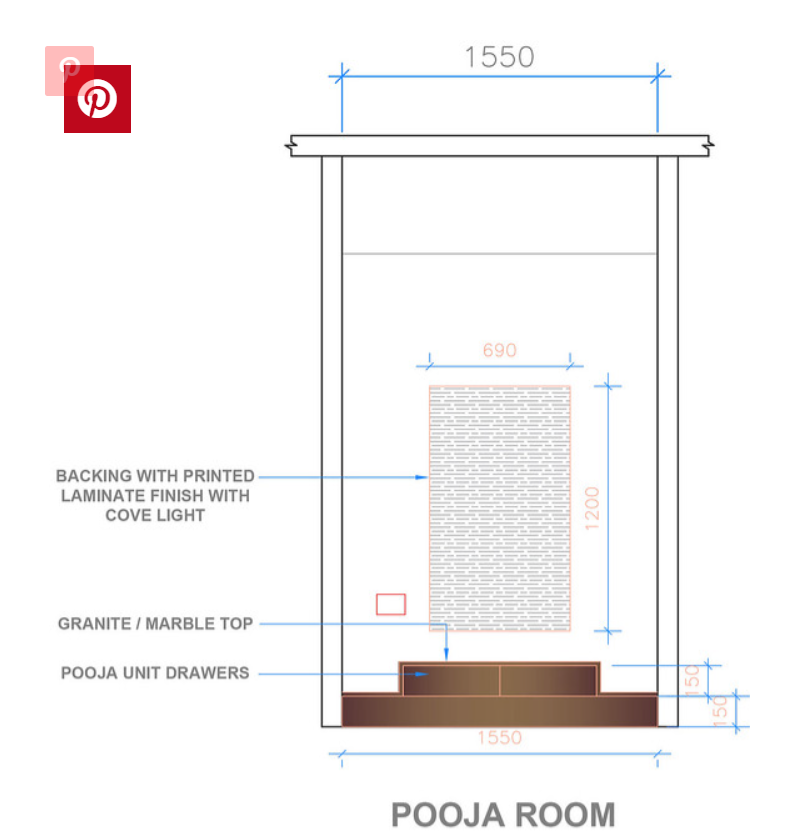 1550
690
1200
BACKING WITH PRINTED
LAMINATE FINISH WITH
COVE LIGHT
GRANITE / MARBLE TOP
POOJA UNIT DRAWERS
150
150
1550
POOJA ROOM